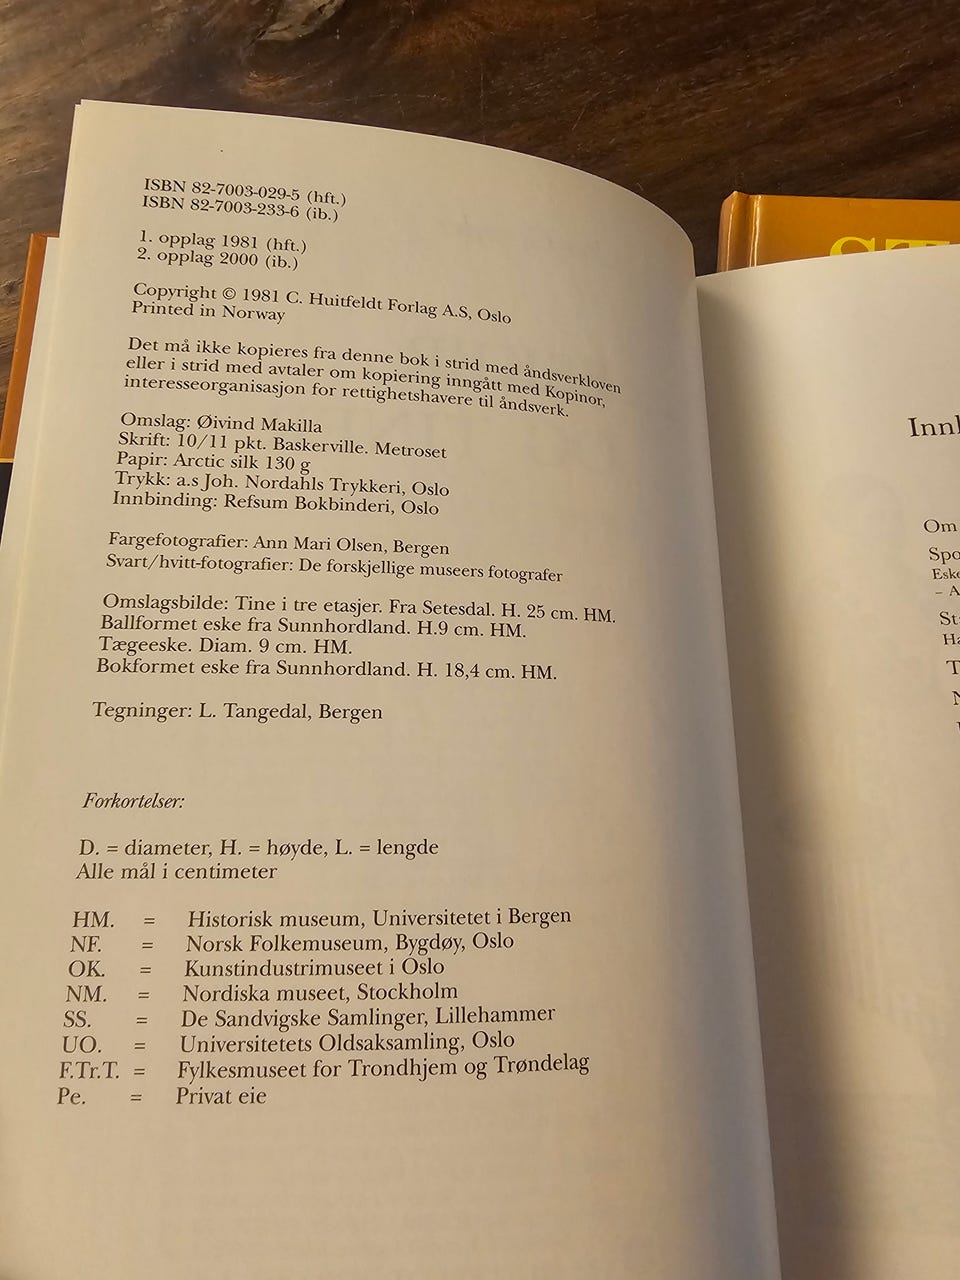 ISBN 82-7003-029-5 (hft.)
ISBN 82-7003-233-6 (ib.)
1. opplag 1981 (hft.)
2. opplag 2000 (ib.)
Copyright © 1981 C. Huitfeldt Forlag A.S, Oslo
Printed in Norway
Det må ikke kopieres fra denne bok i strid med åndsverkloven
eller i strid med avtaler om kopiering inngått med Kopinor,
interesseorganisasjon for rettighetshavere til åndsverk.
Omslag: Øivind Makilla
Skrift: 10/11 pkt. Baskerville. Metroset
Papir: Arctic silk 130 g
Trykk: a.s Joh. Nordahls Trykkeri, Oslo
Innbinding: Refsum Bokbinderi, Oslo
Fargefotografier: Ann Mari Olsen, Bergen
Svart/hvitt-fotografier: De forskjellige museers fotografer
Omslagsbilde: Tine i tre etasjer. Fra Setesdal. H. 25 cm. HM.
Ballformet eske fra Sunnhordland. H.9 cm. HM.
Tægeeske. Diam. 9 cm. HM.
Bokformet eske fra Sunnhordland. H. 18,4 cm. HM.
Tegninger: L. Tangedal, Bergen
Forkortelser:
D. = diameter, H. = høyde, L. = lengde
Alle mål i centimeter
HM. = Historisk museum, Universitetet i Bergen
NF. = Norsk Folkemuseum, Bygdøy, Oslo
OK. = Kunstindustrimuseet i Oslo
NM. = Nordiska museet, Stockholm
SS. = De Sandvigske Samlinger, Lillehammer
UO. = Universitetets Oldsaksamling, Oslo
F.Tr.T. = Fylkesmuseet for Trondhjem og Trøndelag
Pe. = Privat eie
Om